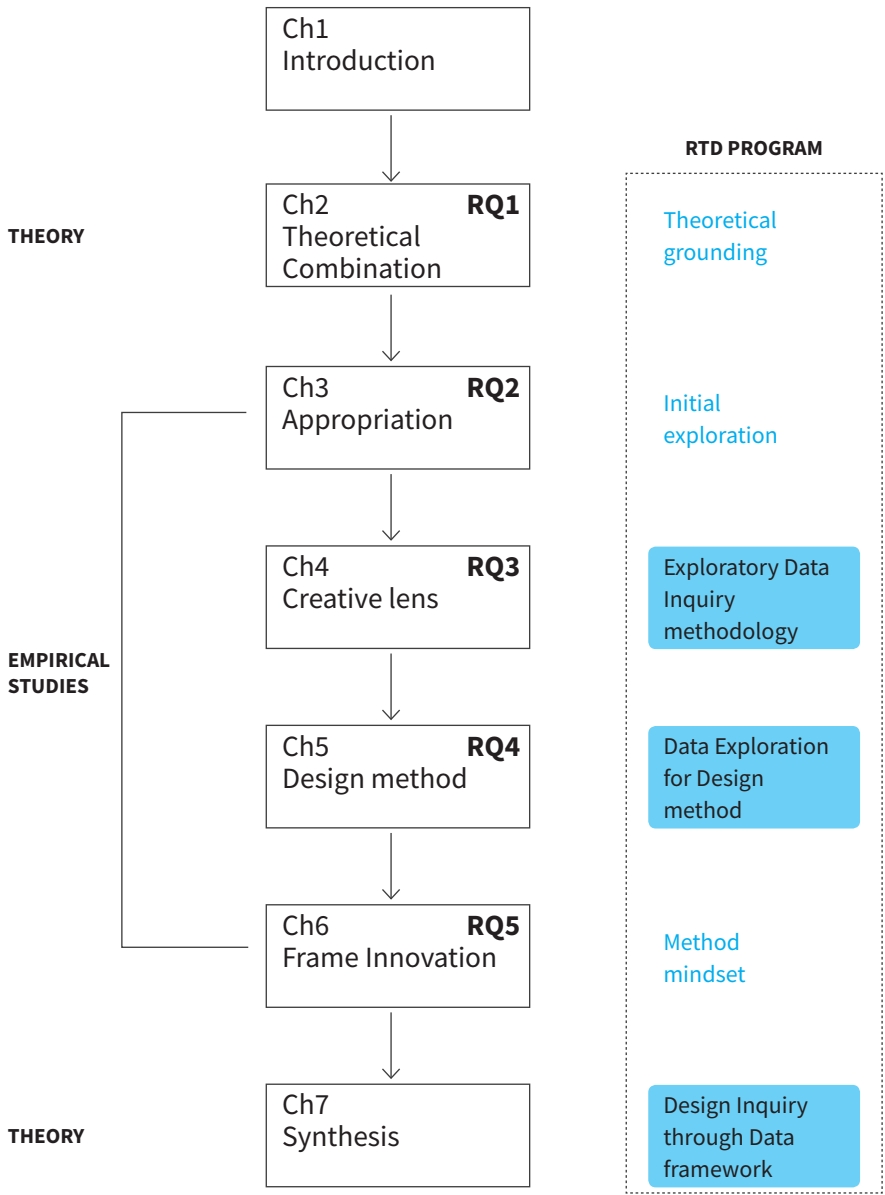 Ch1
Introduction
RTD PROGRAM
THEORY
Ch2 RQ1
Theoretical
Combination
Theoretical
grounding
Ch3 RQ2
Appropriation
Initial
exploration
Ch4 RQ3
Creative lens
Exploratory Data
Inquiry
methodology
EMPIRICAL
STUDIES
Ch5 RQ4
Design method
Data Exploration
for Design
method
Ch6 RQ5
Frame Innovation
Method
mindset
THEORY
Ch7
Synthesis
Design Inquiry
through Data
framework